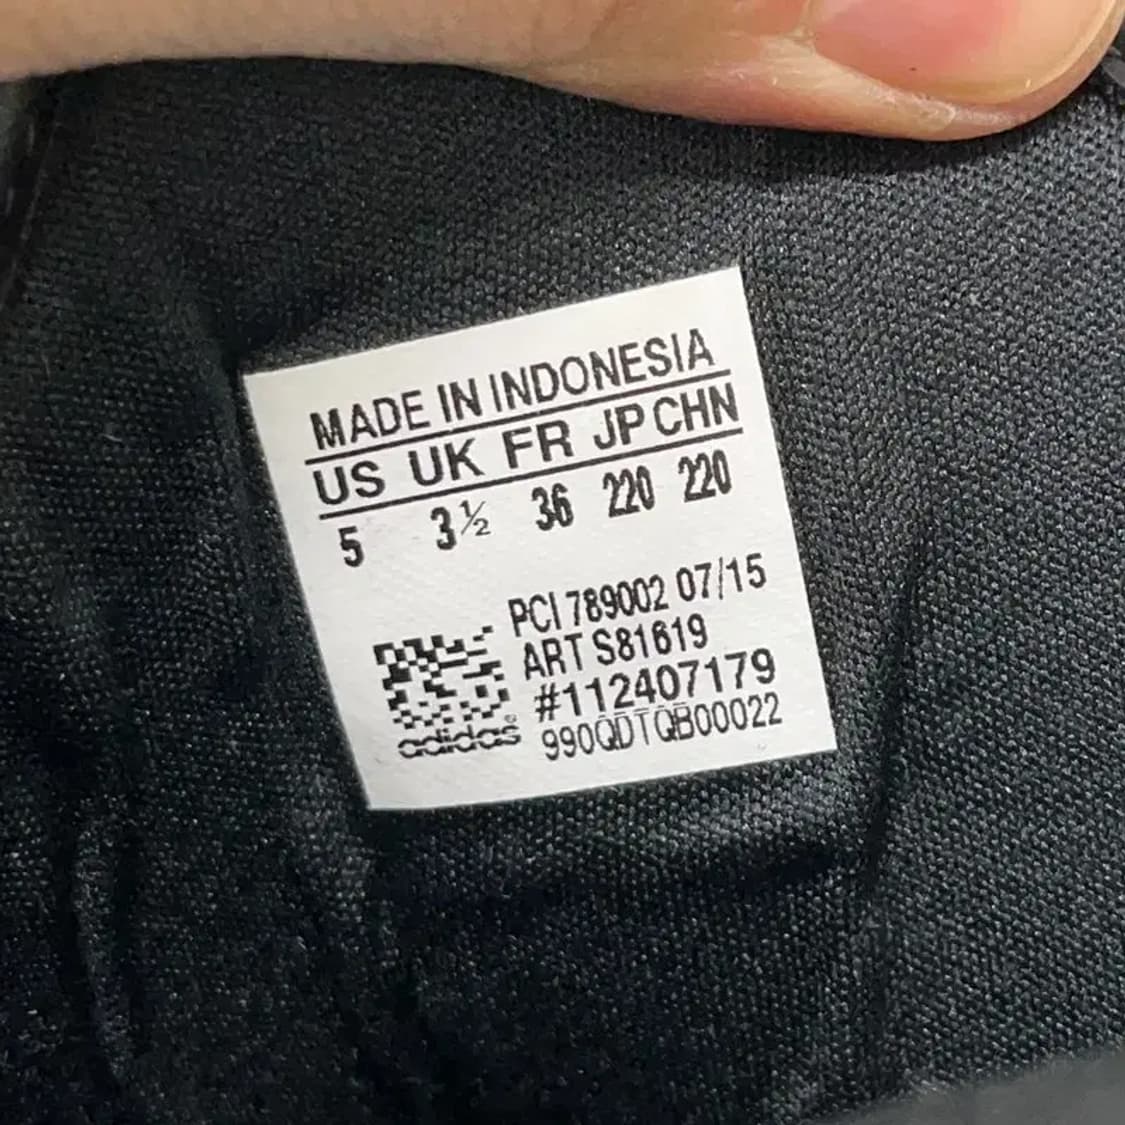 MADE IN INDONESIA
US UK FR JP CHN
5 3½ 36 220 220
PCI 789002 07/15
ART S81619
#112407179
adidas® 990QDTQB00022